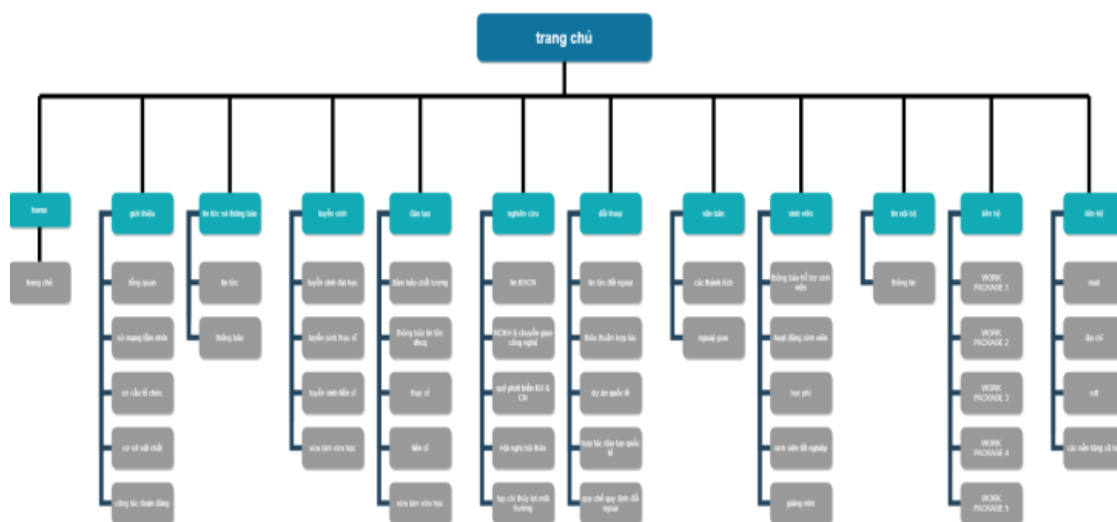 trang chủ
home
giới thiệu
tin tức và thông báo
tuyển sinh
đào tạo
nghiên cứu
đối thoại
văn bản
sinh viên
tin nội bộ
liên hệ
liên hệ
trang chủ
tổng quan
tin tức
tuyển sinh đại học
đảm bảo chất lượng
tin KHCN
tin tức đối ngoại
các thành tích
thông báo hỗ trợ sinh
viên
thông tin
WORK
PACKAGE 1
mail
sứ mạng tầm nhìn
thông báo
tuyển sinh thạc sĩ
thông báo tin tức
đbcq
NCKH & chuyển giao
công nghệ
thỏa thuận hợp tác
ngoại giao
hoạt động sinh viên
WORK
PACKAGE 2
địa chỉ
cơ cấu tổ chức
tuyển sinh tiến sĩ
thạc sĩ
quỹ phát triển KH &
CN
dự án quốc tế
học phí
WORK
PACKAGE 3
sđt
cơ sở vật chất
vừa làm vừa học
tiến sĩ
Hội nghị hội thảo
hợp tác đào tạo quốc
tế
sinh viên tốt nghiệp
WORK
PACKAGE 4
các nền tảng xã h
công tác đoàn đảng
vừa làm vừa học
tạp chí thủy lợi môi
trường
quy chế quy định đối
ngoại
giảng viên
WORK
PACKAGE 5